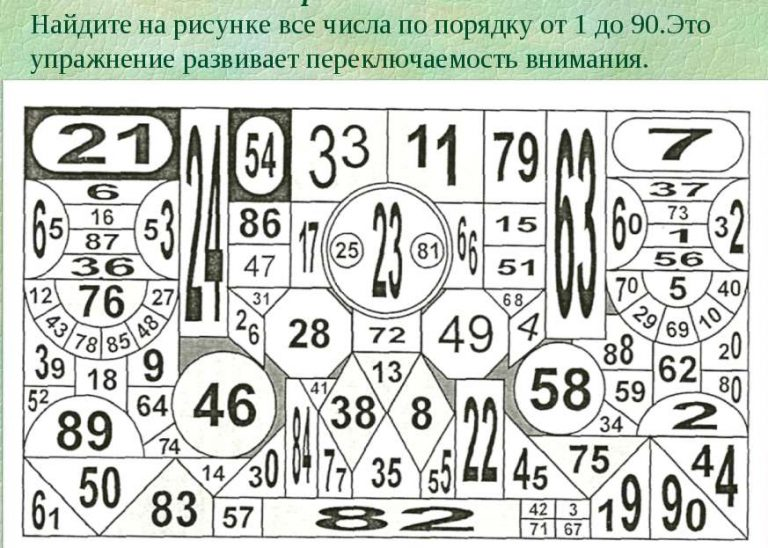 Найдите на рисунке все числа по порядку от 1 до 90.Это
упражнение развивает переключаемость внимания.
21 24 54 33 11 79 63 7
6 37
65 16 53 86 17 23 66 15 60 73 32
87 25 81 1
36 47 51 56
12 76 27 31 68 70 5 40
43 78 85 48 26 28 72 49 4 29 69 10
39 18 9 13 88 62 20
52 64 46 41 38 8 58 59 80
89 84 22 34 2
74
50 14 30 77 35 55 45 75 44
61 83 57 82 42 3 19 90
71 67